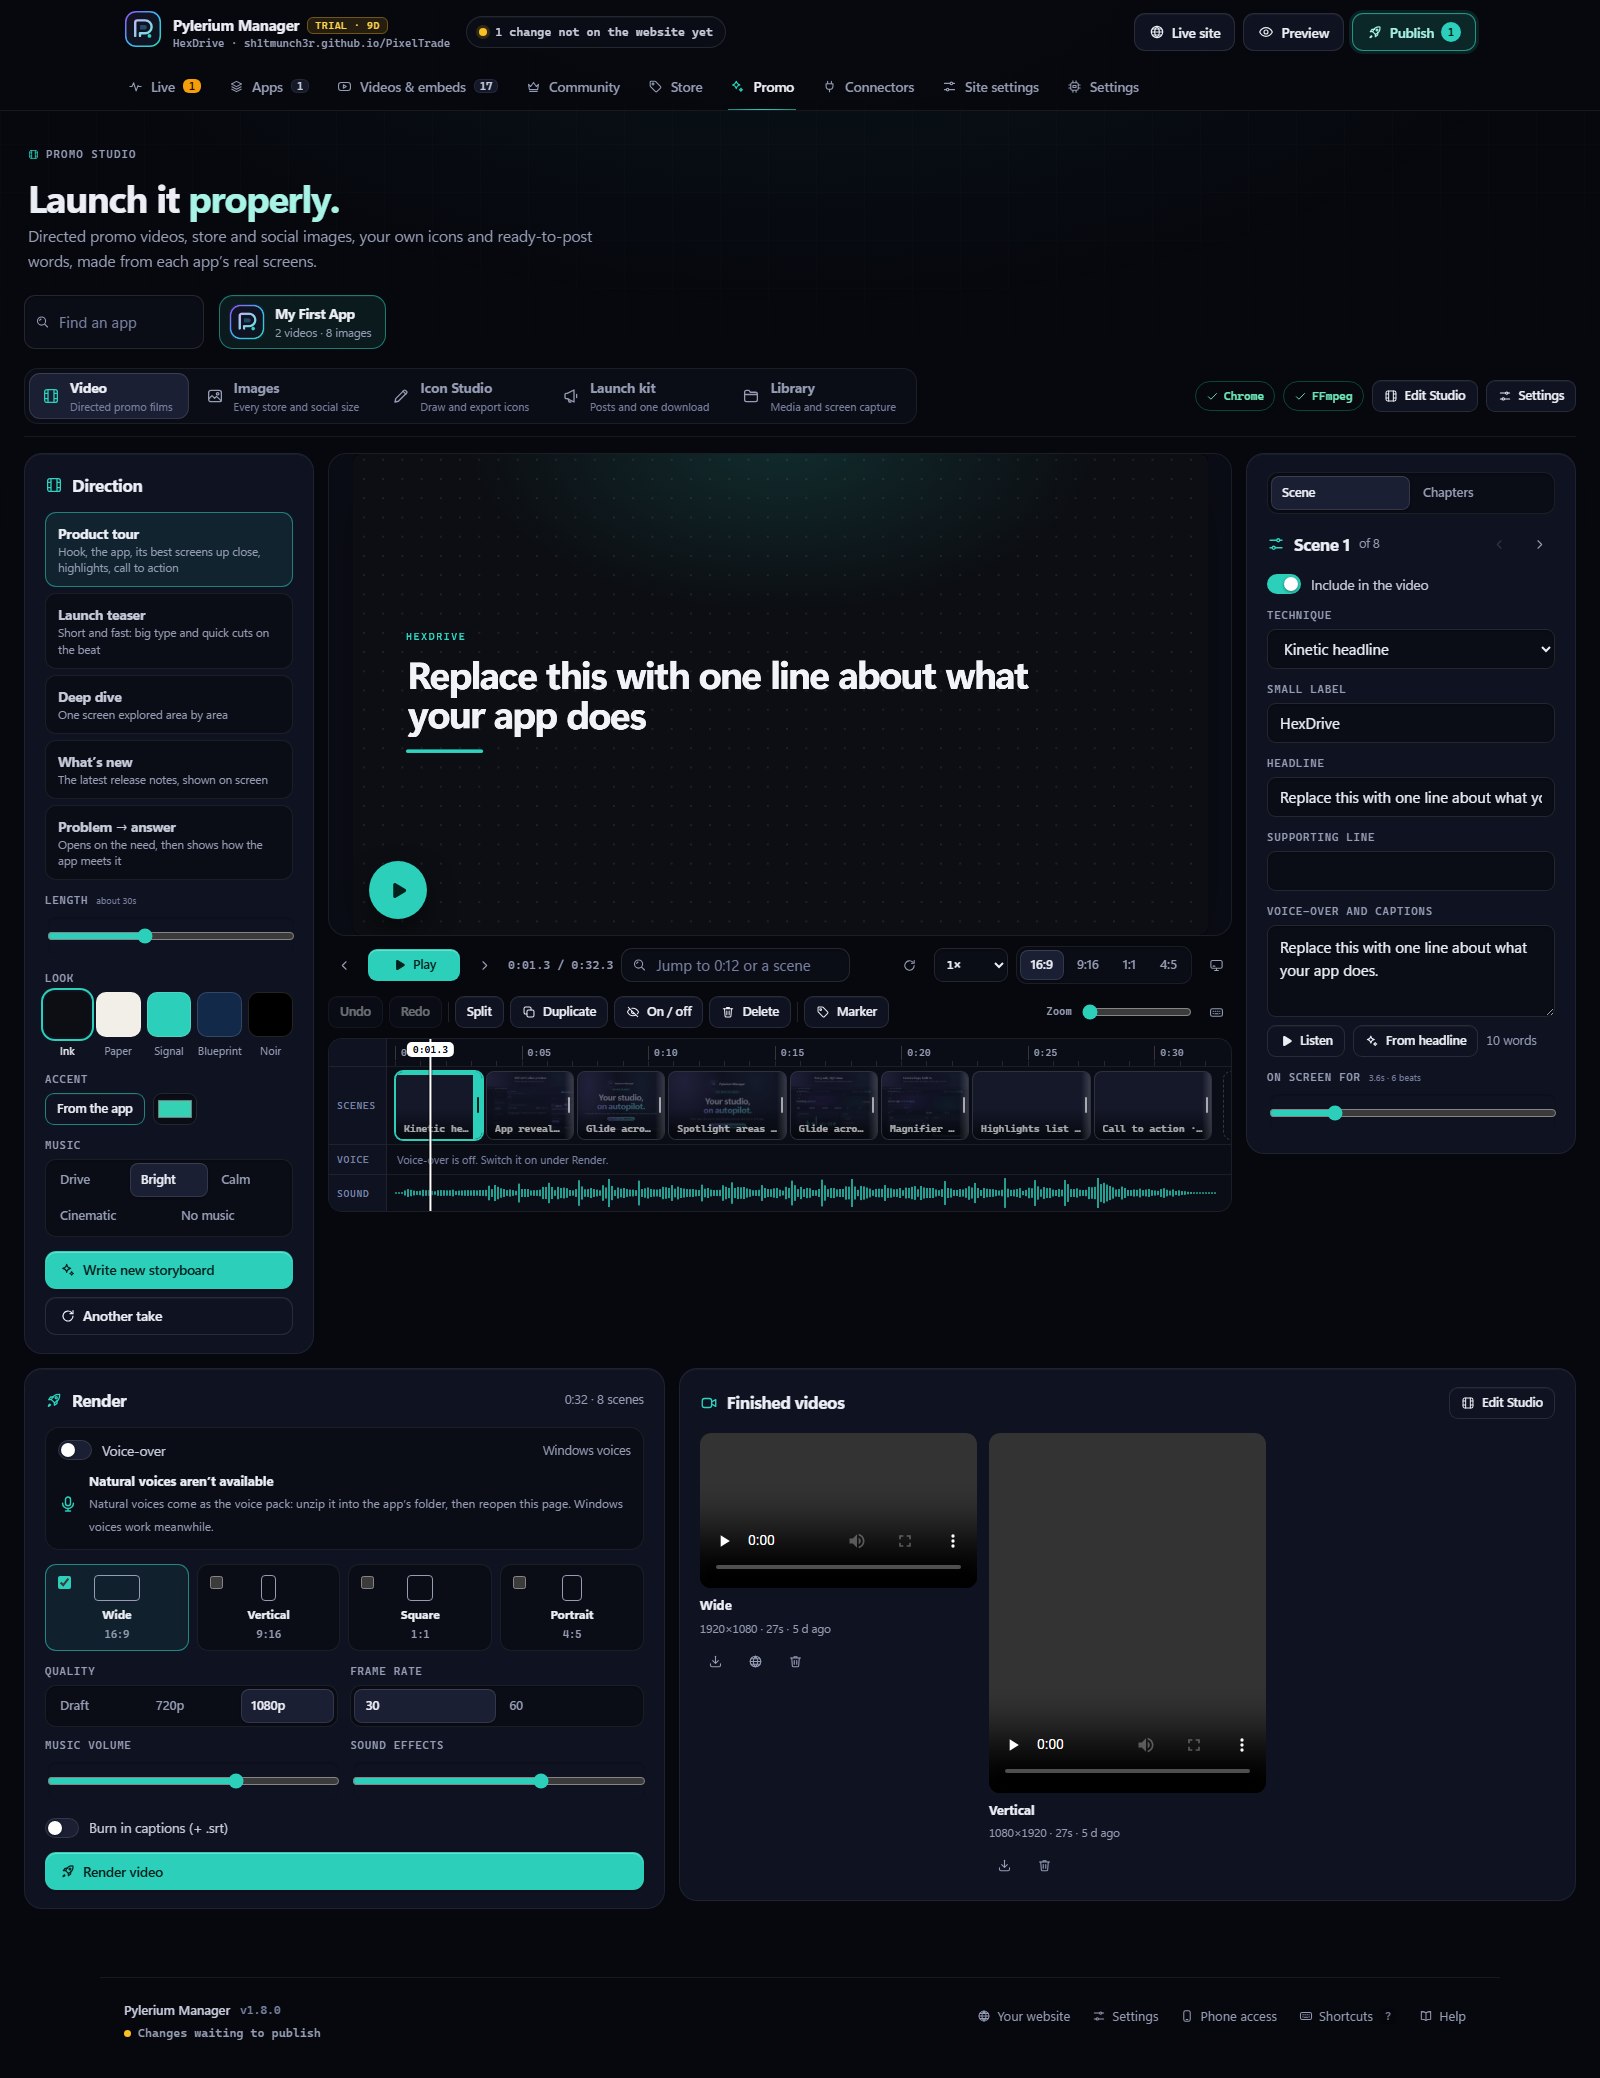 Pylerium Manager TRIAL · 9D
HexDrive · sh1tmunch3r.github.io/PixelTrade
1 change not on the website yet
Live site
Preview
Publish 1
Live 1
Apps 1
Videos & embeds 17
Community
Store
Promo
Connectors
Site settings
Settings
PROMO STUDIO
Launch it properly.
Directed promo videos, store and social images, your own icons and ready-to-post
words, made from each app's real screens.
Find an app
My First App
2 videos · 8 images
Video
Directed promo films
Images
Every store and social size
Icon Studio
Draw and export icons
Launch kit
Posts and one download
Library
Media and screen capture
Chrome
FFmpeg
Edit Studio
Settings
Direction
Product tour
Hook, the app, its best screens up close,
highlights, call to action
Launch teaser
Short and fast: big type and quick cuts on
the beat
Deep dive
One screen explored area by area
What's new
The latest release notes, shown on screen
Problem → answer
Opens on the need, then shows how the
app meets it
LENGTH about 30s
LOOK
Ink
Paper
Signal
Blueprint
Noir
ACCENT
From the app
MUSIC
Drive
Bright
Calm
Cinematic
No music
Write new storyboard
Another take
HEXDRIVE
Replace this with one line about what
your app does
Play
0:01.3 / 0:32.3
Jump to 0:12 or a scene
1×
16:9
9:16
1:1
4:5
Undo
Redo
Split
Duplicate
On / off
Delete
Marker
Zoom
0:01.3
0:05
0:10
0:15
0:20
0:25
0:30
SCENES
Kinetic he…
App reveal…
Your studio,
on autopilot.
Glide acro…
Your studio,
on autopilot.
Spotlight areas …
Glide acro…
Magnifier …
Highlights list …
Call to action ·…
VOICE
Voice-over is off. Switch it on under Render.
SOUND
Scene
Chapters
Scene 1 of 8
Include in the video
TECHNIQUE
Kinetic headline
SMALL LABEL
HexDrive
HEADLINE
Replace this with one line about what yo
SUPPORTING LINE
VOICE-OVER AND CAPTIONS
Replace this with one line about what
your app does.
Listen
From headline
10 words
ON SCREEN FOR 3.6s · 6 beats
Render
0:32 · 8 scenes
Voice-over
Windows voices
Natural voices aren't available
Natural voices come as the voice pack: unzip it into the app's folder, then reopen this page. Windows
voices work meanwhile.
Wide
16:9
Vertical
9:16
Square
1:1
Portrait
4:5
QUALITY
Draft
720p
1080p
FRAME RATE
30
60
MUSIC VOLUME
SOUND EFFECTS
Burn in captions (+ .srt)
Render video
Finished videos
Edit Studio
0:00
Wide
1920×1080 · 27s · 5 d ago
0:00
Vertical
1080×1920 · 27s · 5 d ago
Pylerium Manager v1.8.0
Changes waiting to publish
Your website
Settings
Phone access
Shortcuts ?
Help